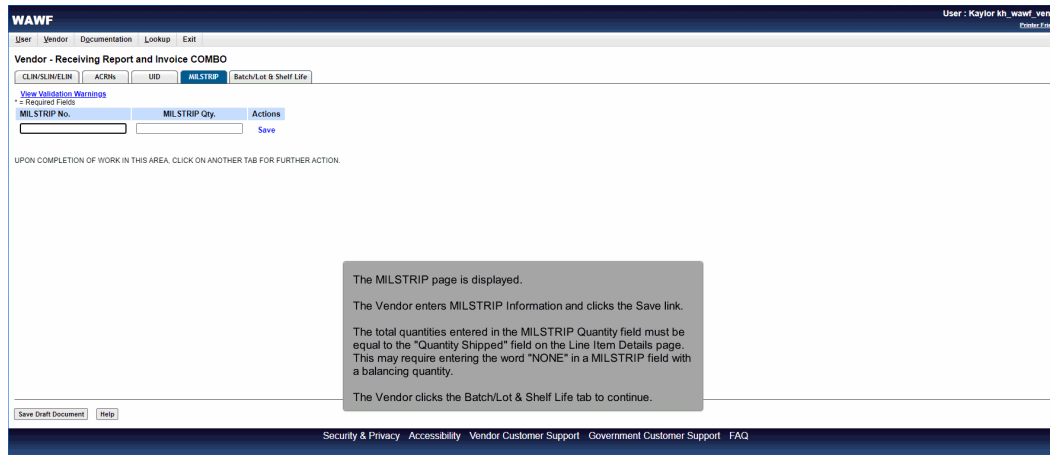 WAWF
User : Kaylor kh_wawf_ven
Printer Frie
User Vendor Documentation Lookup Exit
Vendor - Receiving Report and Invoice COMBO
CLIN/SLIN/ELIN ACRNs UID MILSTRIP Batch/Lot & Shelf Life
View Validation Warnings
* = Required Fields
MILSTRIP No. MILSTRIP Qty. Actions
Save
UPON COMPLETION OF WORK IN THIS AREA, CLICK ON ANOTHER TAB FOR FURTHER ACTION.
The MILSTRIP page is displayed.
The Vendor enters MILSTRIP Information and clicks the Save link.
The total quantities entered in the MILSTRIP Quantity field must be
equal to the "Quantity Shipped" field on the Line Item Details page.
This may require entering the word "NONE" in a MILSTRIP field with
a balancing quantity.
The Vendor clicks the Batch/Lot & Shelf Life tab to continue.
Save Draft Document Help
Security & Privacy Accessibility Vendor Customer Support Government Customer Support FAQ